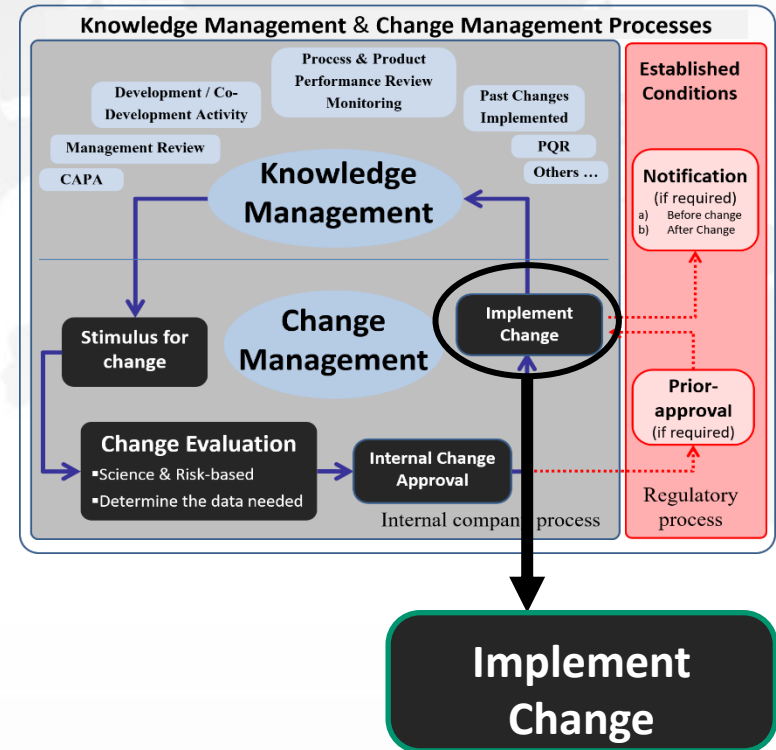 Knowledge Management & Change Management Processes
Process & Product
Performance Review
Monitoring
Development / Co-
Development Activity
Past Changes
Implemented
Management Review
PQR
CAPA
Others ...
Knowledge
Management
Stimulus for
change
Change
Management
Implement
Change
Change Evaluation
▪Science & Risk-based
▪Determine the data needed
Internal Change
Approval
Internal company process
Established
Conditions
Notification
(if required)
a) Before change
b) After Change
Prior-
approval
(if required)
Regulatory
process
Implement
Change